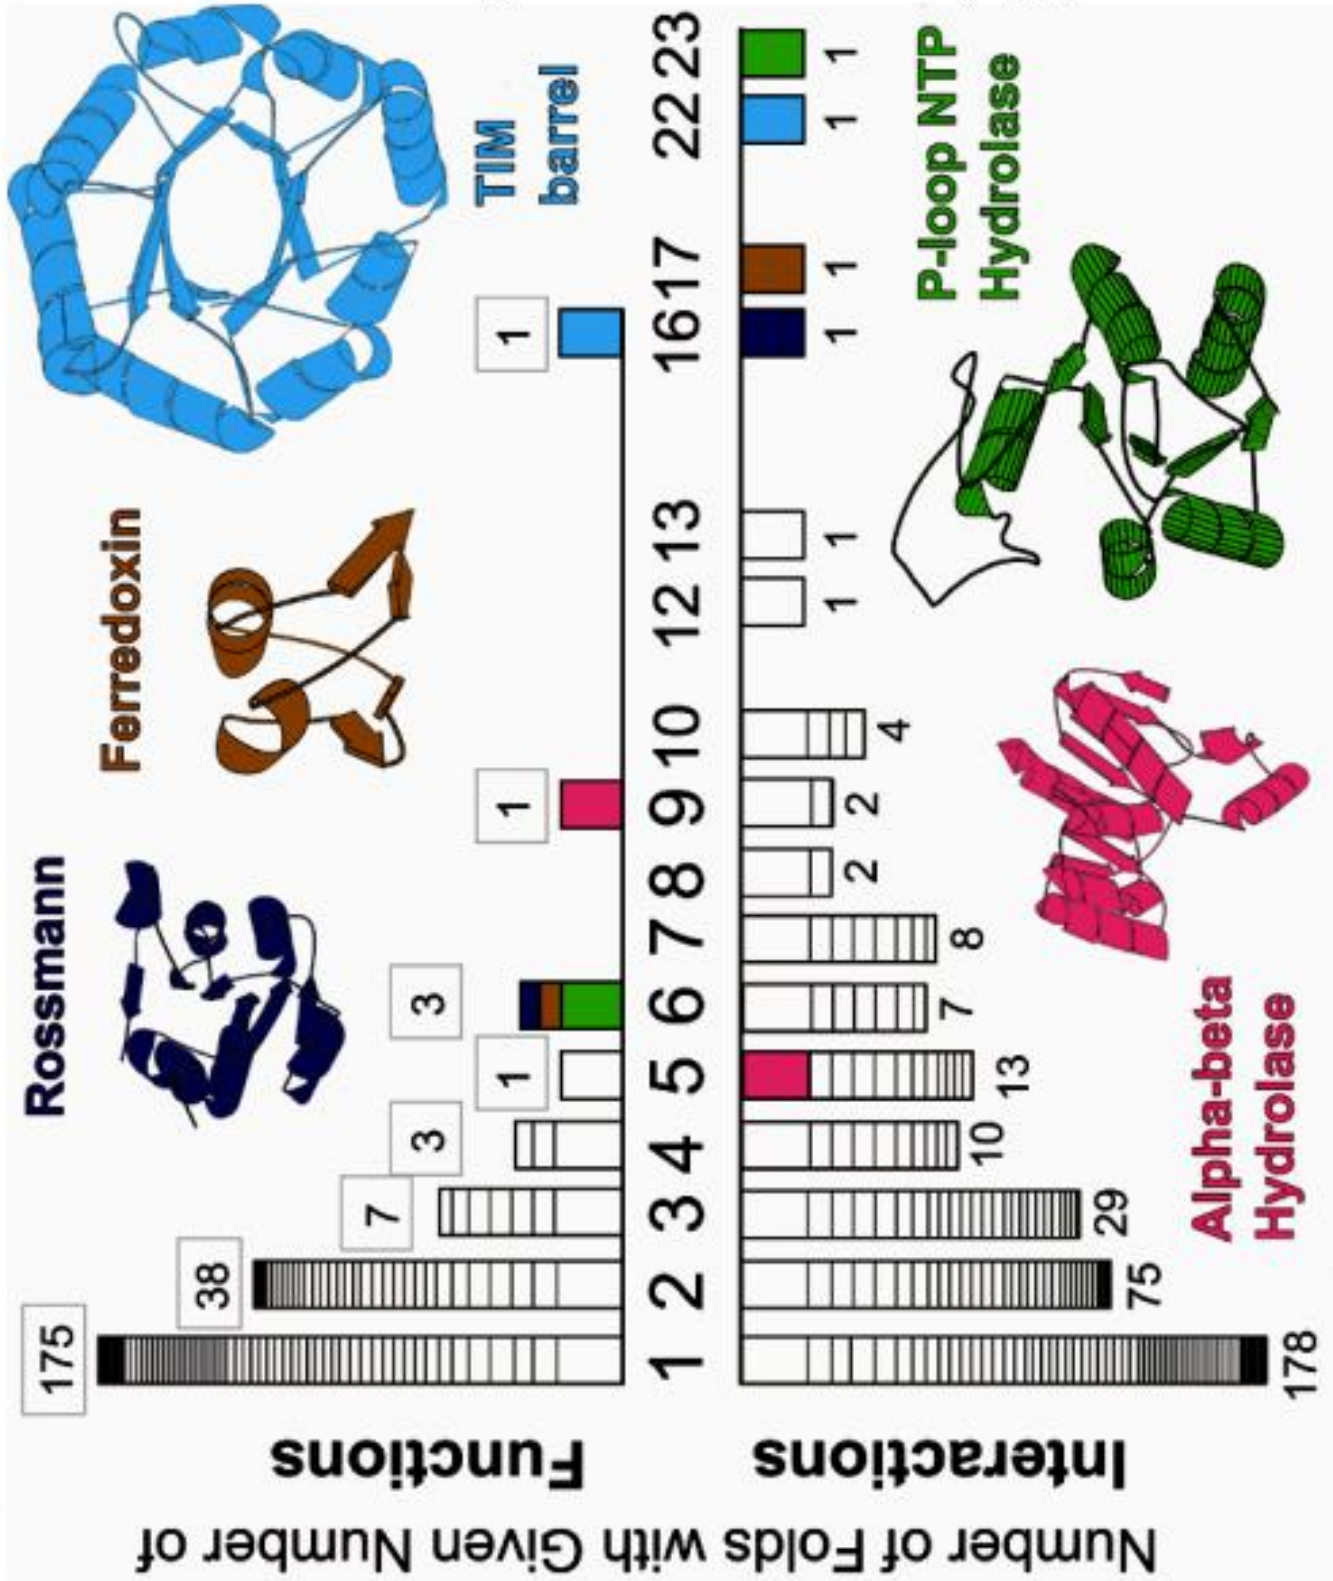 Number of Folds with Given Number of
Functions
Interactions
175
38
7
3
1
3
1
1
1 2 3 4 5 6 7 8 9 10 12 13 16 17 22 23
178
75
29
10
13
7
8
2
2
4
1
1
1
1
1
1
Rossmann
Ferredoxin
TIM
barrel
Alpha-beta
Hydrolase
P-loop NTP
Hydrolase